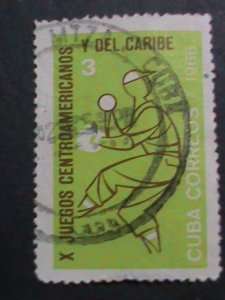 X JUEGOS CENTROAMERICANOS
Y DEL CARIBE
3
CUBA CORREOS / 1966